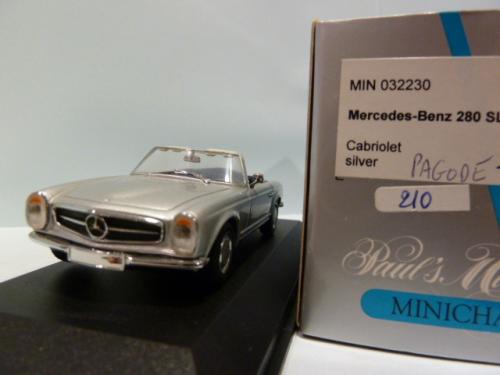 MIN 032230
Mercedes-Benz 280 SL
Cabriolet
silver
PAGODE
210
Paul's M
MINICHA